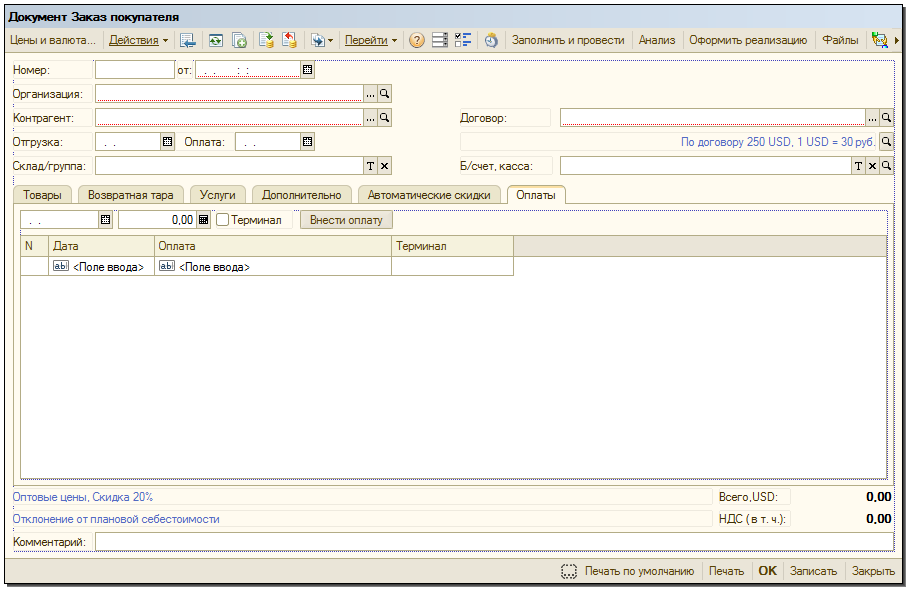 Документ Заказ покупателя
Цены и валюта... Действия Перейти Заполнить и провести Анализ Оформить реализацию Файлы
Номер: от: . . : :
Организация:
Контрагент: Договор:
Отгрузка: . . Оплата: . . По договору 250 USD, 1 USD = 30 руб.
Склад/группа: T Б/счет, касса: T
Товары Возвратная тара Услуги Дополнительно Автоматические скидки Оплаты
. . 0,00 Терминал Внести оплату
N Дата Оплата Терминал
ab <Поле ввода> ab <Поле ввода>
Оптовые цены, Скидка 20% Всего,USD: 0,00
Отклонение от плановой себестоимости НДС (в т. ч.): 0,00
Комментарий:
Печать по умолчанию Печать OK Записать Закрыть